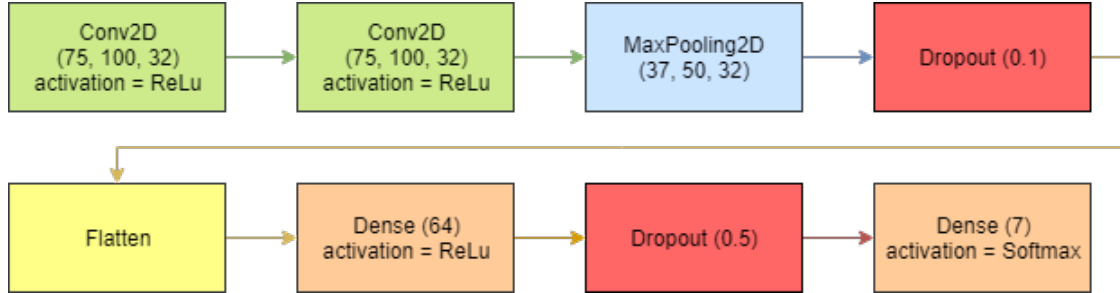 Conv2D
(75, 100, 32)
activation = ReLu
Conv2D
(75, 100, 32)
activation = ReLu
MaxPooling2D
(37, 50, 32)
Dropout (0.1)
Flatten
Dense (64)
activation = ReLu
Dropout (0.5)
Dense (7)
activation = Softmax